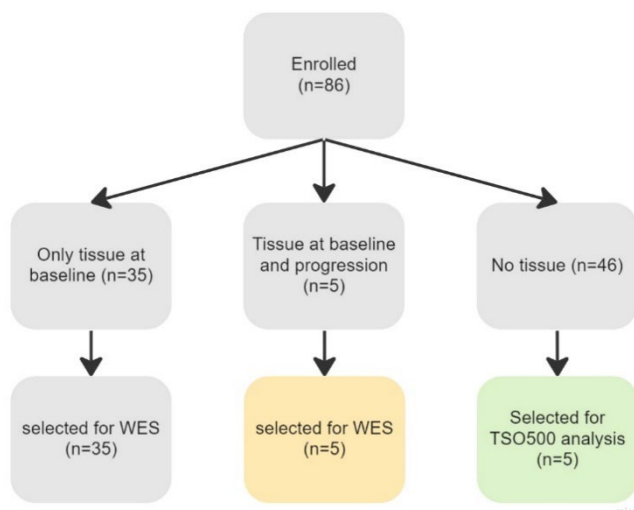 Enrolled
(n=86)
Only tissue at
baseline (n=35)
Tissue at baseline
and progression
(n=5)
No tissue (n=46)
selected for WES
(n=35)
selected for WES
(n=5)
Selected for
TSO500 analysis
(n=5)